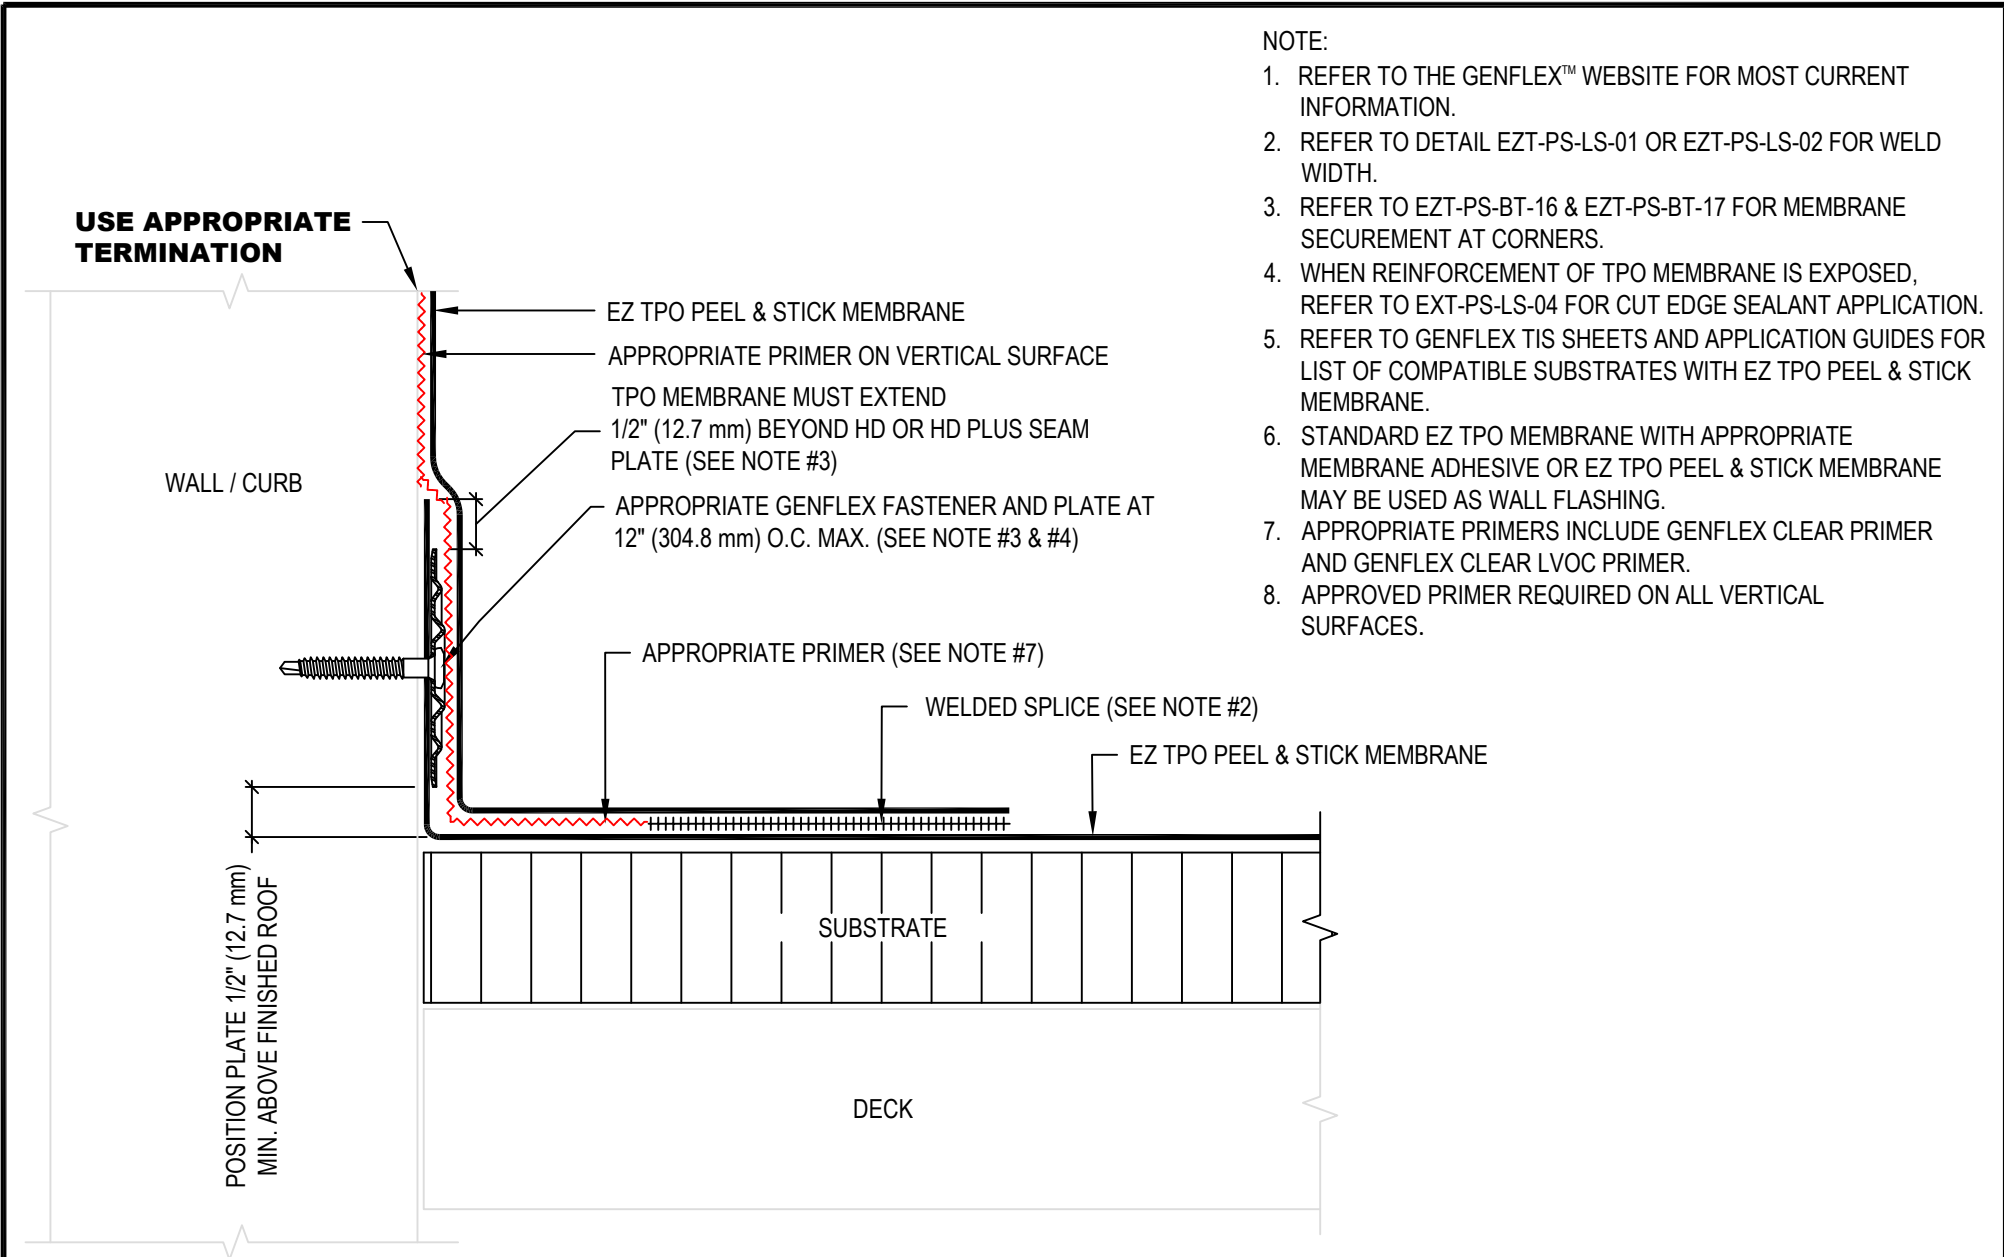 NOTE:
1. REFER TO THE GENFLEX™ WEBSITE FOR MOST CURRENT
INFORMATION.
2. REFER TO DETAIL EZT-PS-LS-01 OR EZT-PS-LS-02 FOR WELD
WIDTH.
3. REFER TO EZT-PS-BT-16 & EZT-PS-BT-17 FOR MEMBRANE
SECUREMENT AT CORNERS.
4. WHEN REINFORCEMENT OF TPO MEMBRANE IS EXPOSED,
REFER TO EXT-PS-LS-04 FOR CUT EDGE SEALANT APPLICATION.
5. REFER TO GENFLEX TIS SHEETS AND APPLICATION GUIDES FOR
LIST OF COMPATIBLE SUBSTRATES WITH EZ TPO PEEL & STICK
MEMBRANE.
6. STANDARD EZ TPO MEMBRANE WITH APPROPRIATE
MEMBRANE ADHESIVE OR EZ TPO PEEL & STICK MEMBRANE
MAY BE USED AS WALL FLASHING.
7. APPROPRIATE PRIMERS INCLUDE GENFLEX CLEAR PRIMER
AND GENFLEX CLEAR LVOC PRIMER.
8. APPROVED PRIMER REQUIRED ON ALL VERTICAL
SURFACES.
USE APPROPRIATE
TERMINATION
EZ TPO PEEL & STICK MEMBRANE
APPROPRIATE PRIMER ON VERTICAL SURFACE
TPO MEMBRANE MUST EXTEND
1/2" (12.7 mm) BEYOND HD OR HD PLUS SEAM
PLATE (SEE NOTE #3)
WALL / CURB
APPROPRIATE GENFLEX FASTENER AND PLATE AT
12" (304.8 mm) O.C. MAX. (SEE NOTE #3 & #4)
APPROPRIATE PRIMER (SEE NOTE #7)
WELDED SPLICE (SEE NOTE #2)
EZ TPO PEEL & STICK MEMBRANE
POSITION PLATE 1/2" (12.7 mm)
MIN. ABOVE FINISHED ROOF
SUBSTRATE
DECK